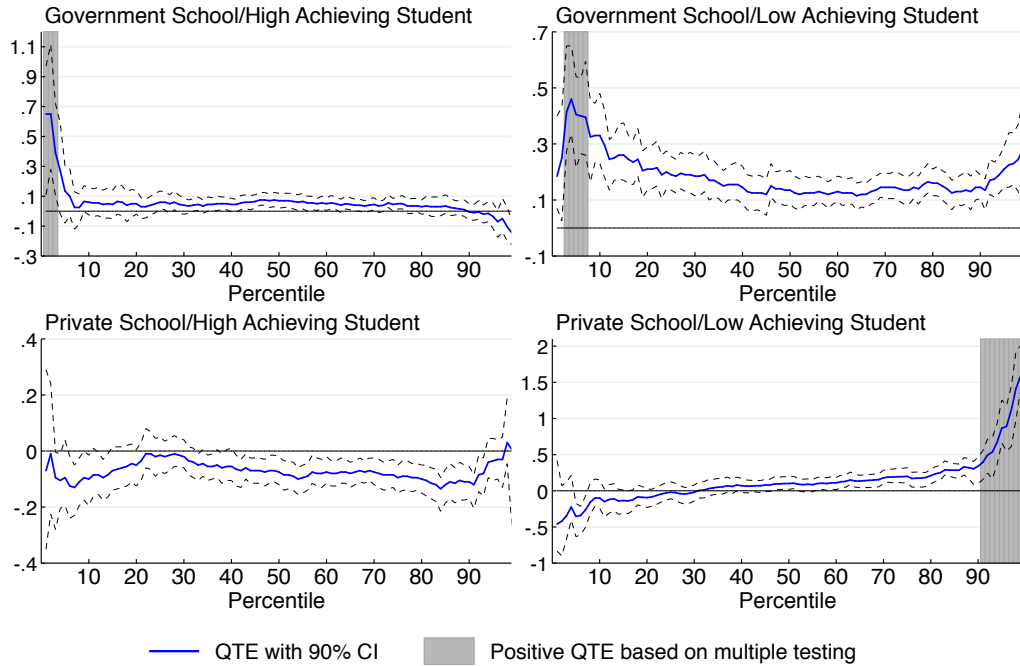 Government School/High Achieving Student
1.1
.9
.7
.5
.3
.1
-.1
-.3
10 20 30 40 50 60 70 80 90
Percentile
Government School/Low Achieving Student
.7
.5
.3
.1
-.1
10 20 30 40 50 60 70 80 90
Percentile
Private School/High Achieving Student
.4
.2
0
-.2
-.4
10 20 30 40 50 60 70 80 90
Percentile
Private School/Low Achieving Student
2
1.5
1
.5
0
-.5
-1
10 20 30 40 50 60 70 80 90
Percentile
QTE with 90% CI
Positive QTE based on multiple testing